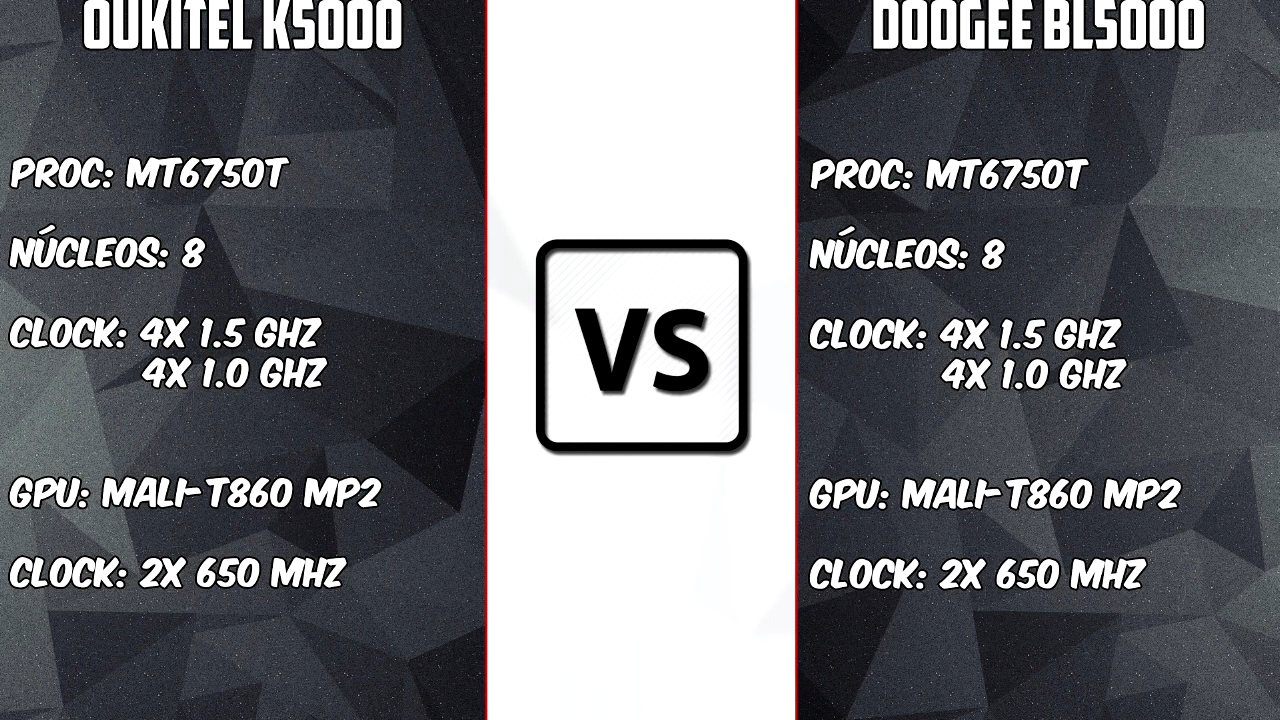 OUKITEL K5000
PROC: MT6750T
NÚCLEOS: 8
CLOCK: 4X 1.5 GHZ
4X 1.0 GHZ
GPU: MALI-T860 MP2
CLOCK: 2X 650 MHZ
VS
DOOGEE BL5000
PROC: MT6750T
NÚCLEOS: 8
CLOCK: 4X 1.5 GHZ
4X 1.0 GHZ
GPU: MALI-T860 MP2
CLOCK: 2X 650 MHZ